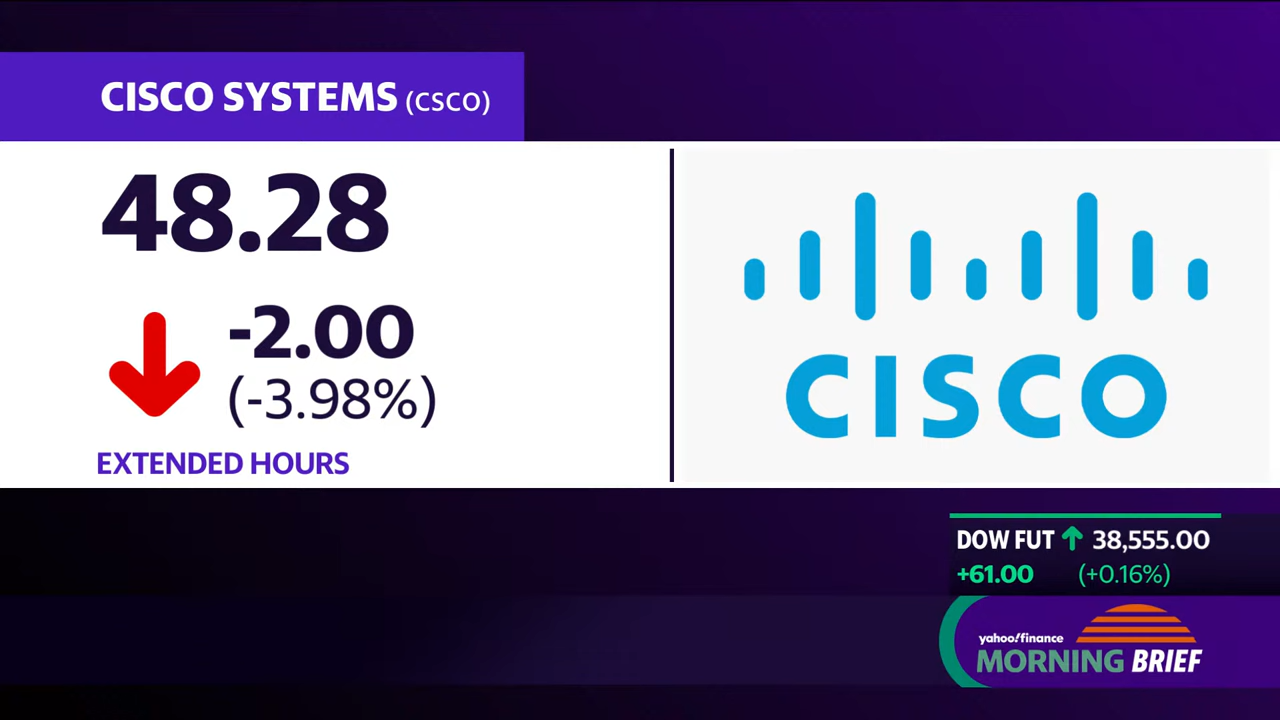 CISCO SYSTEMS (CSCO)
48.28
-2.00
(-3.98%)
EXTENDED HOURS
CISCO
DOW FUT 38,555.00
+61.00 (+0.16%)
yahoo!finance
MORNING BRIEF